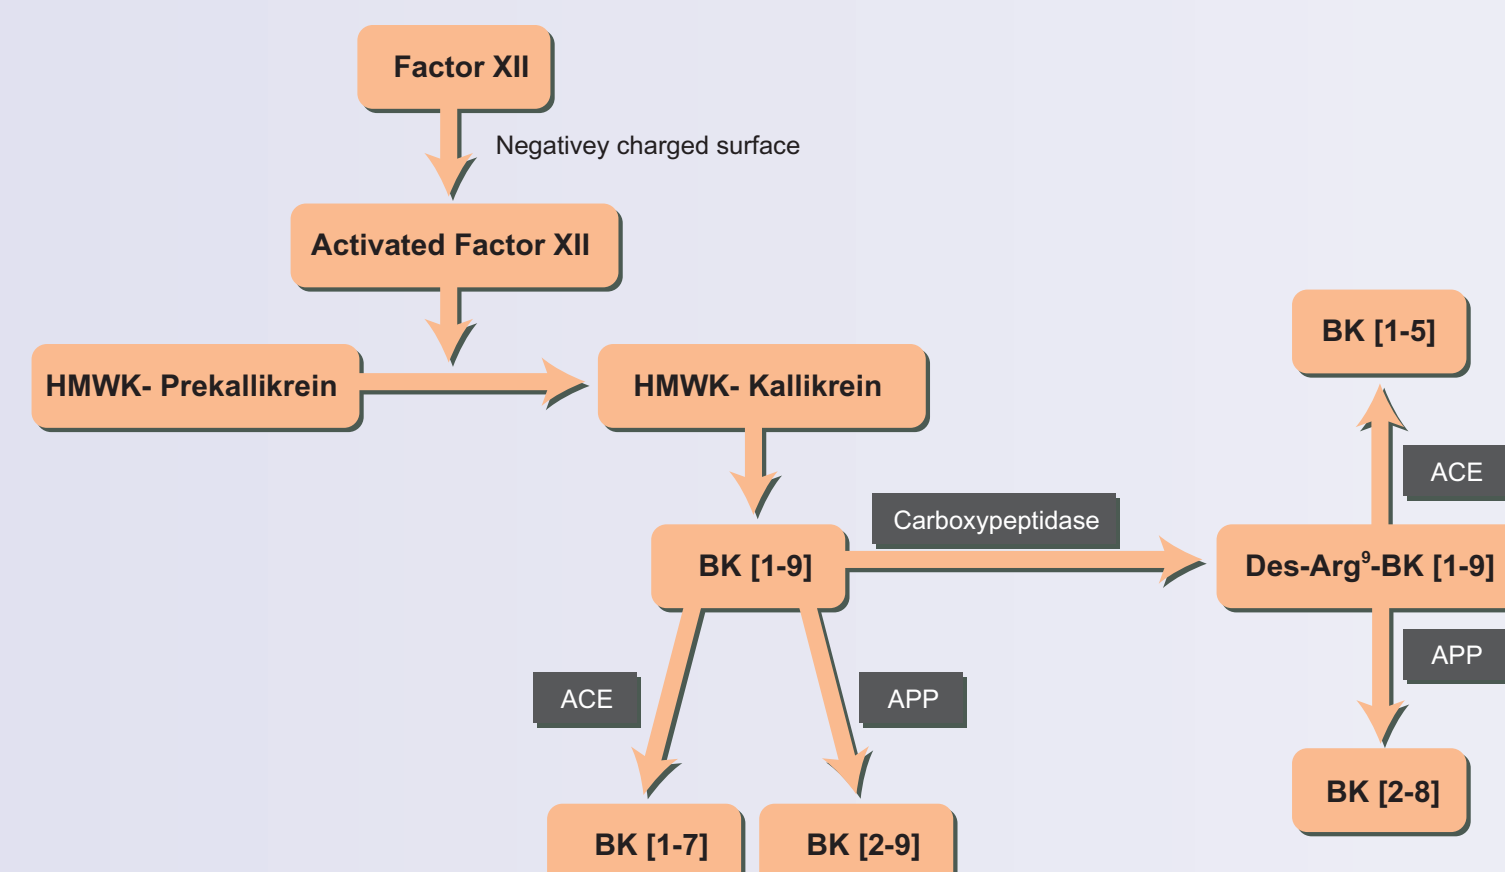 Factor XII
Negativey charged surface
Activated Factor XII
HMWK- Prekallikrein
HMWK- Kallikrein
BK [1-5]
ACE
Carboxypeptidase
BK [1-9]
Des-Arg⁹-BK [1-9]
APP
ACE
APP
BK [2-8]
BK [1-7]
BK [2-9]